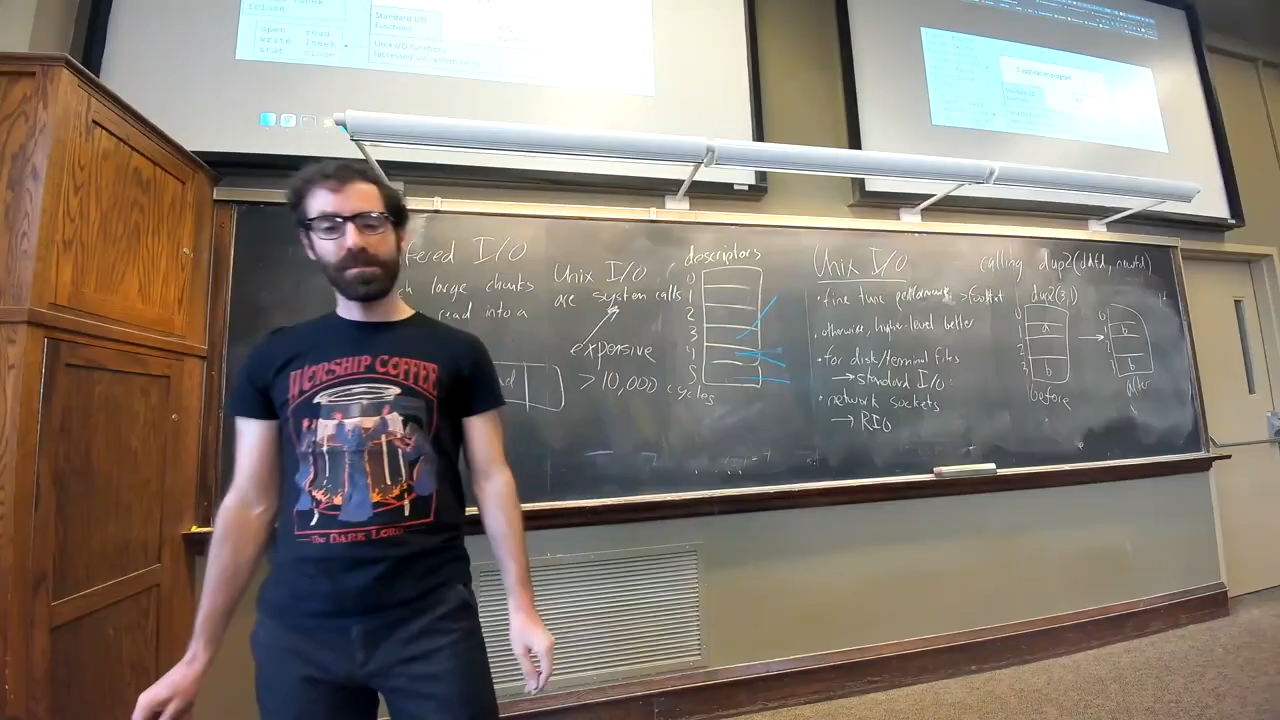 close
open read
write lseek
stat close
Standard I/O
functions
Unix I/O functions
(accessed via system calls)
C application program
WORSHIP COFFEE
The DARK LORD
fered I/O
large chunks
read into a
Unix I/O
are system calls
expensive
>10,000 cycles
descriptors
0
1
2
3
4
5
Unix I/O
• fine tune performance
• otherwise, higher-level better
• for disk/terminal files
→ standard I/O
• network sockets
→ RIO
calling dup2(oldfd, newfd)
dup2(3,1)
0
1 a
2
3 b
before
→
0
1 b
2
3 b
after